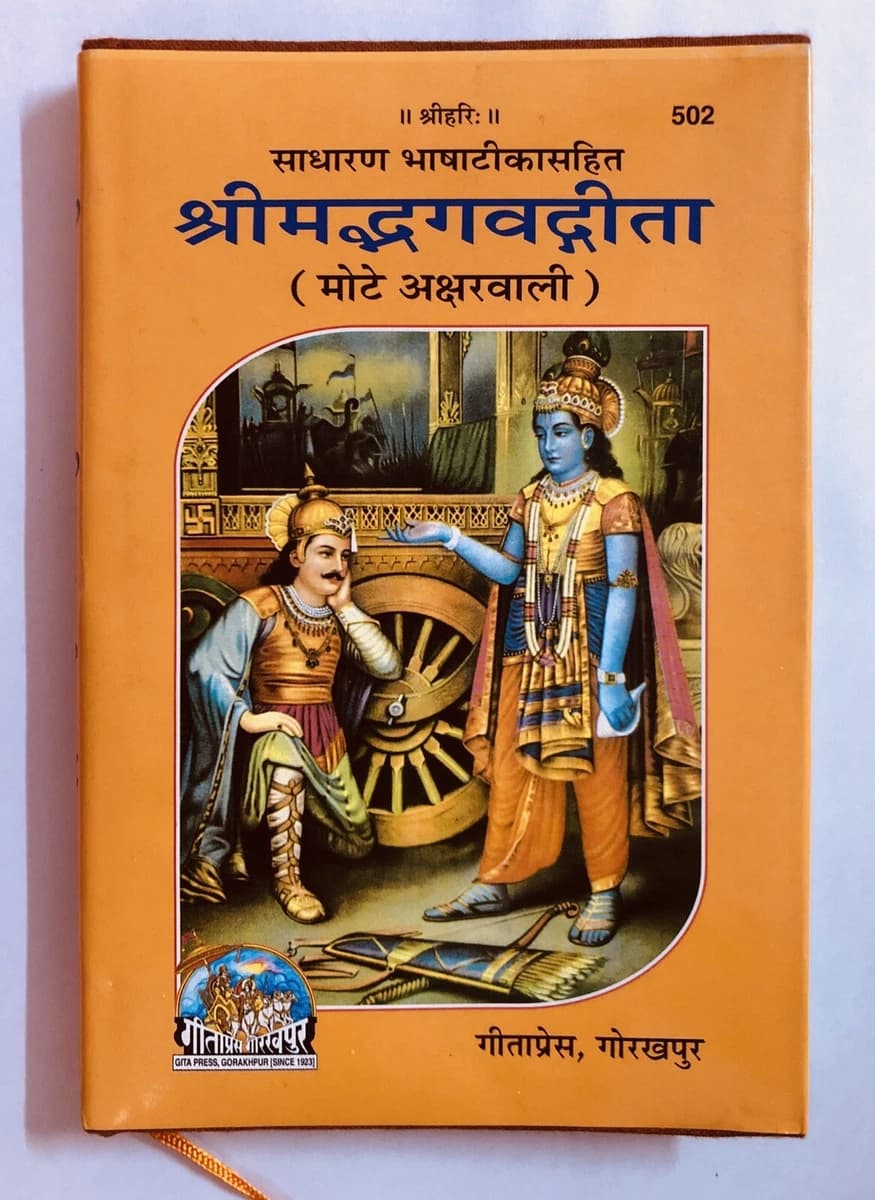 ॥ श्रीहरिः ॥
502
साधारण भाषाटीकासहित
श्रीमद्भगवद्गीता
( मोटे अक्षरवाली )
गीताप्रेस गोरखपुर
GITA PRESS, GORAKHPUR [SINCE 1923]
गीताप्रेस, गोरखपुर